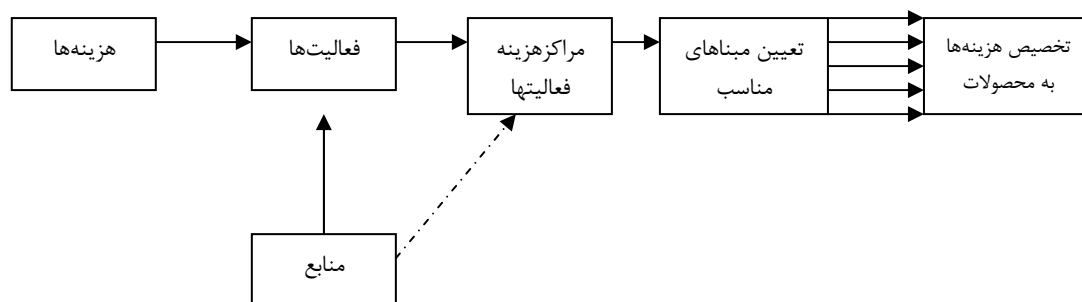 هزینه‌ها
فعالیت‌ها
مراکزهزینه
فعالیتها
تعیین مبناهای
مناسب
تخصیص هزینه‌ها
به محصولات
منابع